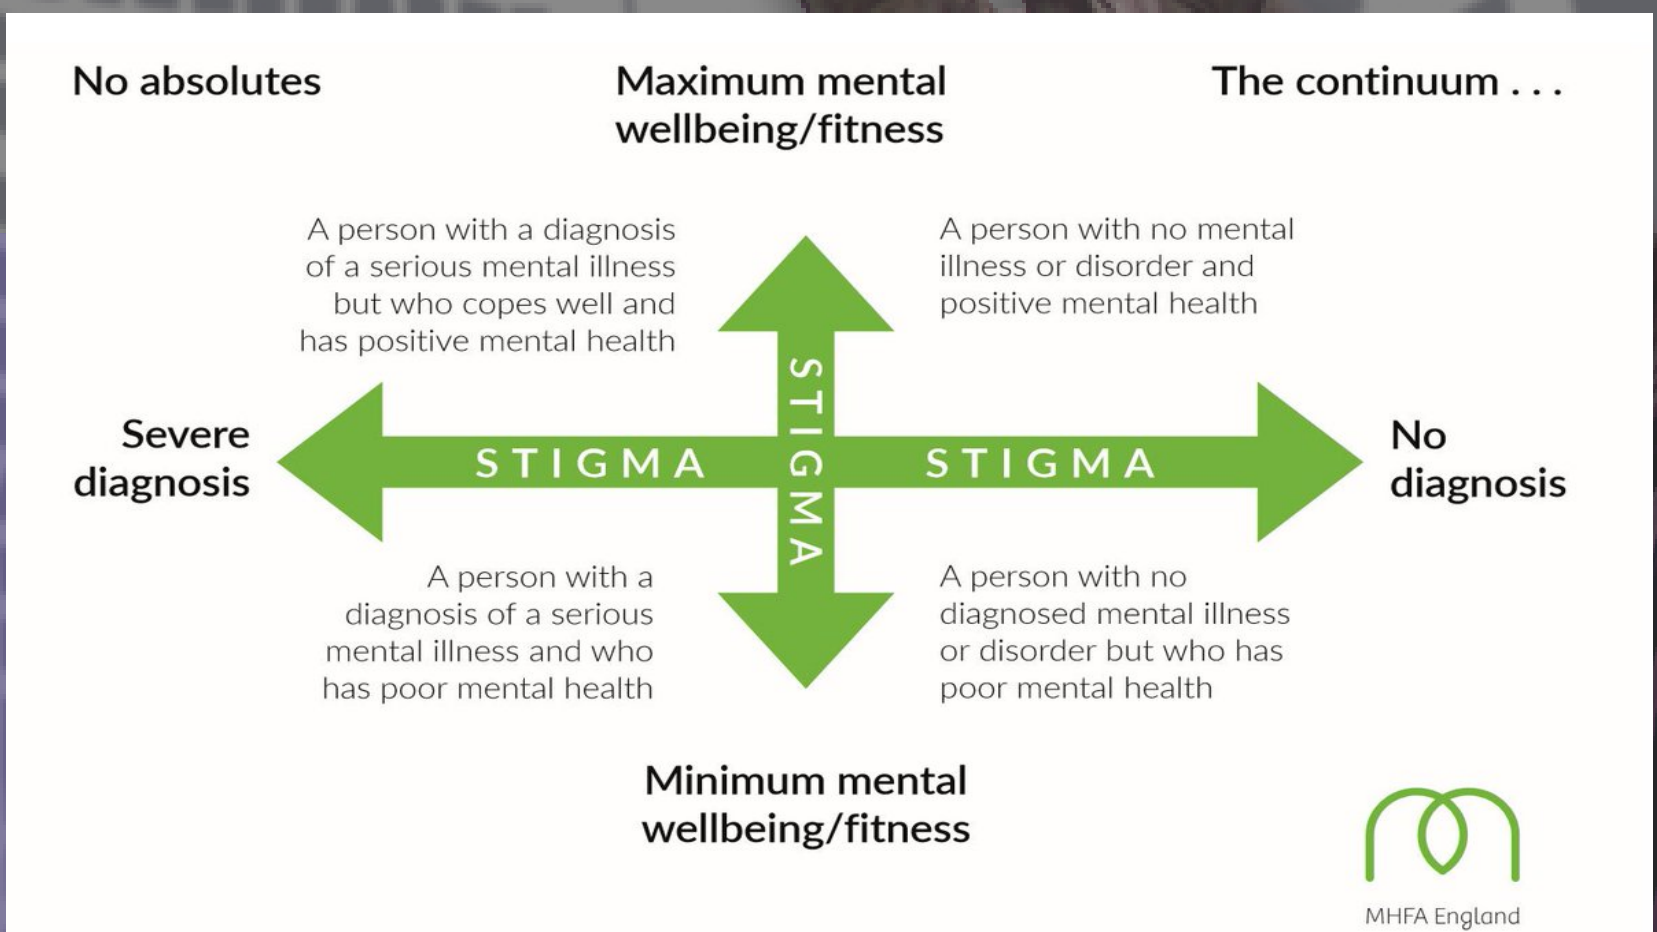 No absolutes
Maximum mental
wellbeing/fitness
The continuum . . .
A person with a diagnosis
of a serious mental illness
but who copes well and
has positive mental health
A person with no mental
illness or disorder and
positive mental health
Severe
diagnosis
STIGMA
STIGMA
STIGMA
No
diagnosis
A person with a
diagnosis of a serious
mental illness and who
has poor mental health
A person with no
diagnosed mental illness
or disorder but who has
poor mental health
Minimum mental
wellbeing/fitness
MHFA England